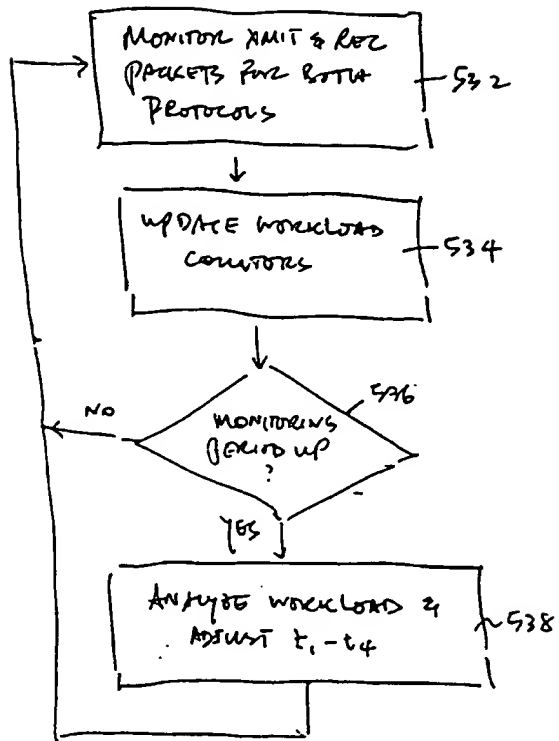 MONITOR XMIT & REC
PACKETS FOR BOTH
PROTOCOLS
532
UPDATE WORKLOAD
COUNTORS
534
536
MONITORING
PERIOD UP
?
NO
YES
ANALYZE WORKLOAD &
ADJUST t₁-t₄
538